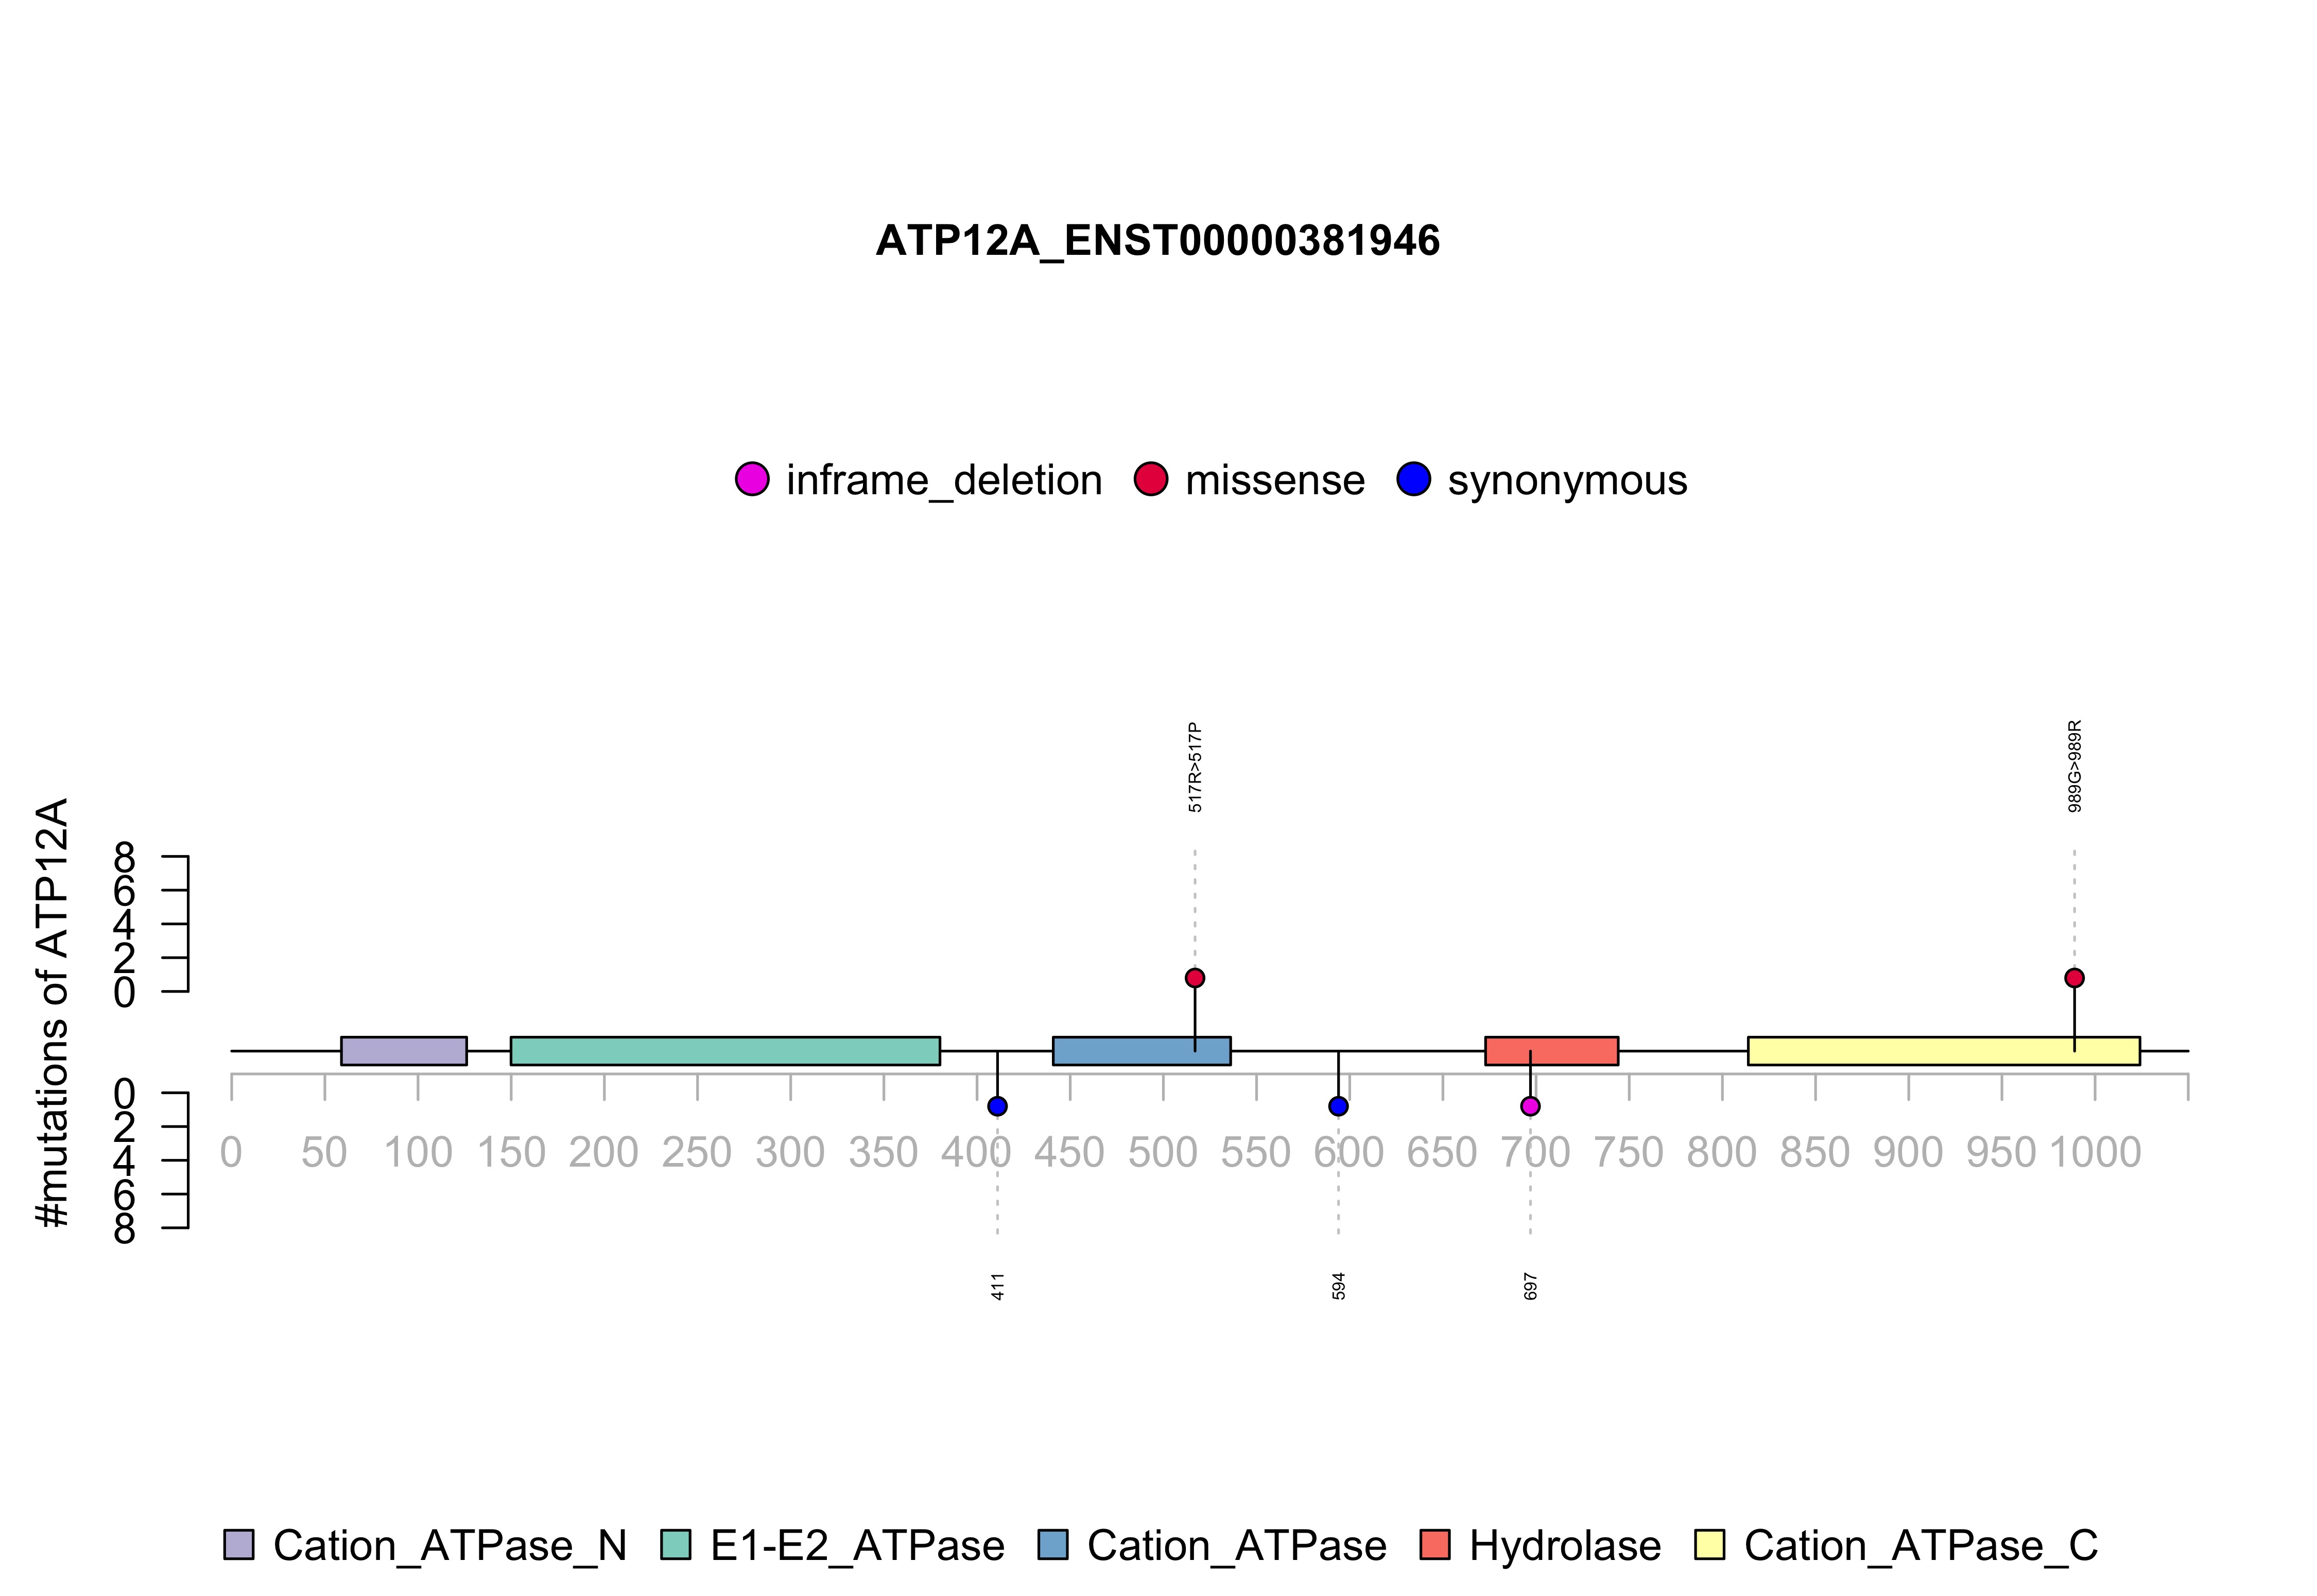 ATP12A_ENST00000381946
inframe_deletion missense synonymous
517R>517P
989G>989R
#mutations of ATP12A
8
6
4
2
0
0
2
4
6
8
0 50 100 150 200 250 300 350 400 450 500 550 600 650 700 750 800 850 900 950 1000
411
594
697
Cation_ATPase_N E1-E2_ATPase Cation_ATPase Hydrolase Cation_ATPase_C